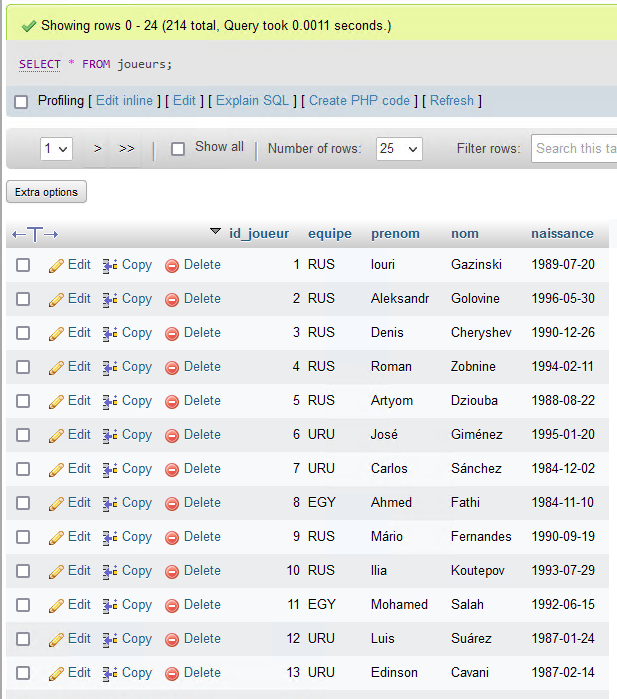 Showing rows 0 - 24 (214 total, Query took 0.0011 seconds.)
SELECT * FROM joueurs;
Profiling [ Edit inline ] [ Edit ] [ Explain SQL ] [ Create PHP code ] [ Refresh ]
1 > >> | Show all | Number of rows: 25 Filter rows: Search this ta
Extra options
←T→ id_joueur equipe prenom nom naissance
Edit Copy Delete 1 RUS Iouri Gazinski 1989-07-20
Edit Copy Delete 2 RUS Aleksandr Golovine 1996-05-30
Edit Copy Delete 3 RUS Denis Cheryshev 1990-12-26
Edit Copy Delete 4 RUS Roman Zobnine 1994-02-11
Edit Copy Delete 5 RUS Artyom Dziouba 1988-08-22
Edit Copy Delete 6 URU José Giménez 1995-01-20
Edit Copy Delete 7 URU Carlos Sánchez 1984-12-02
Edit Copy Delete 8 EGY Ahmed Fathi 1984-11-10
Edit Copy Delete 9 RUS Mário Fernandes 1990-09-19
Edit Copy Delete 10 RUS Ilia Koutepov 1993-07-29
Edit Copy Delete 11 EGY Mohamed Salah 1992-06-15
Edit Copy Delete 12 URU Luis Suárez 1987-01-24
Edit Copy Delete 13 URU Edinson Cavani 1987-02-14